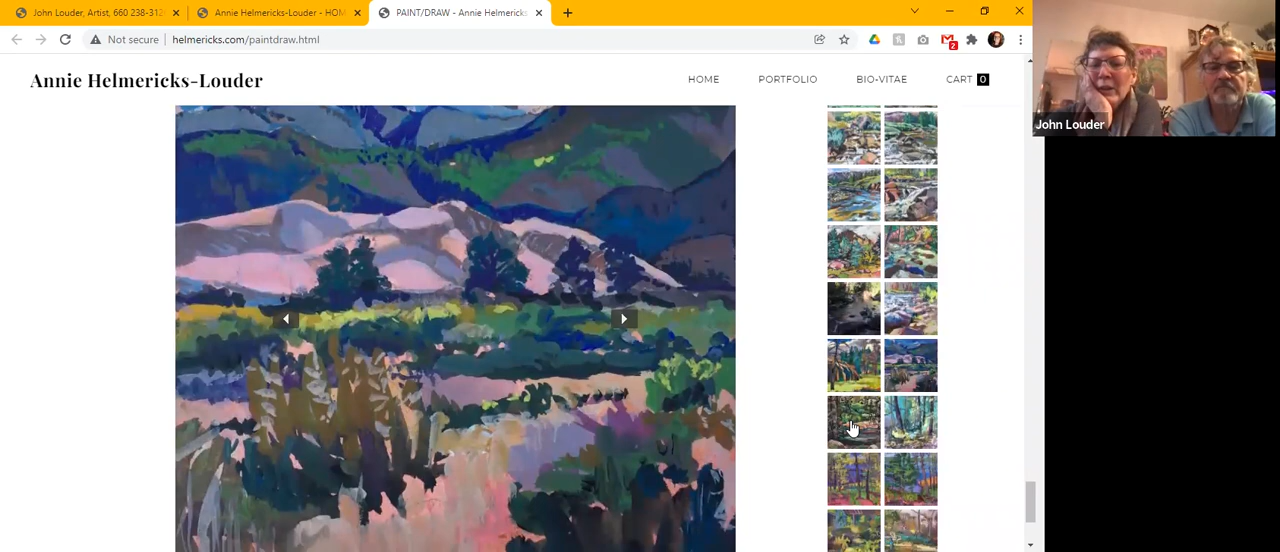 John Louder, Artist, 660 238-312
Annie Helmericks-Louder - HOM
PAINT/DRAW - Annie Helmericks
Not secure | helmericks.com/paintdraw.html
2
Annie Helmericks-Louder
HOME
PORTFOLIO
BIO-VITAE
CART 0
John Louder